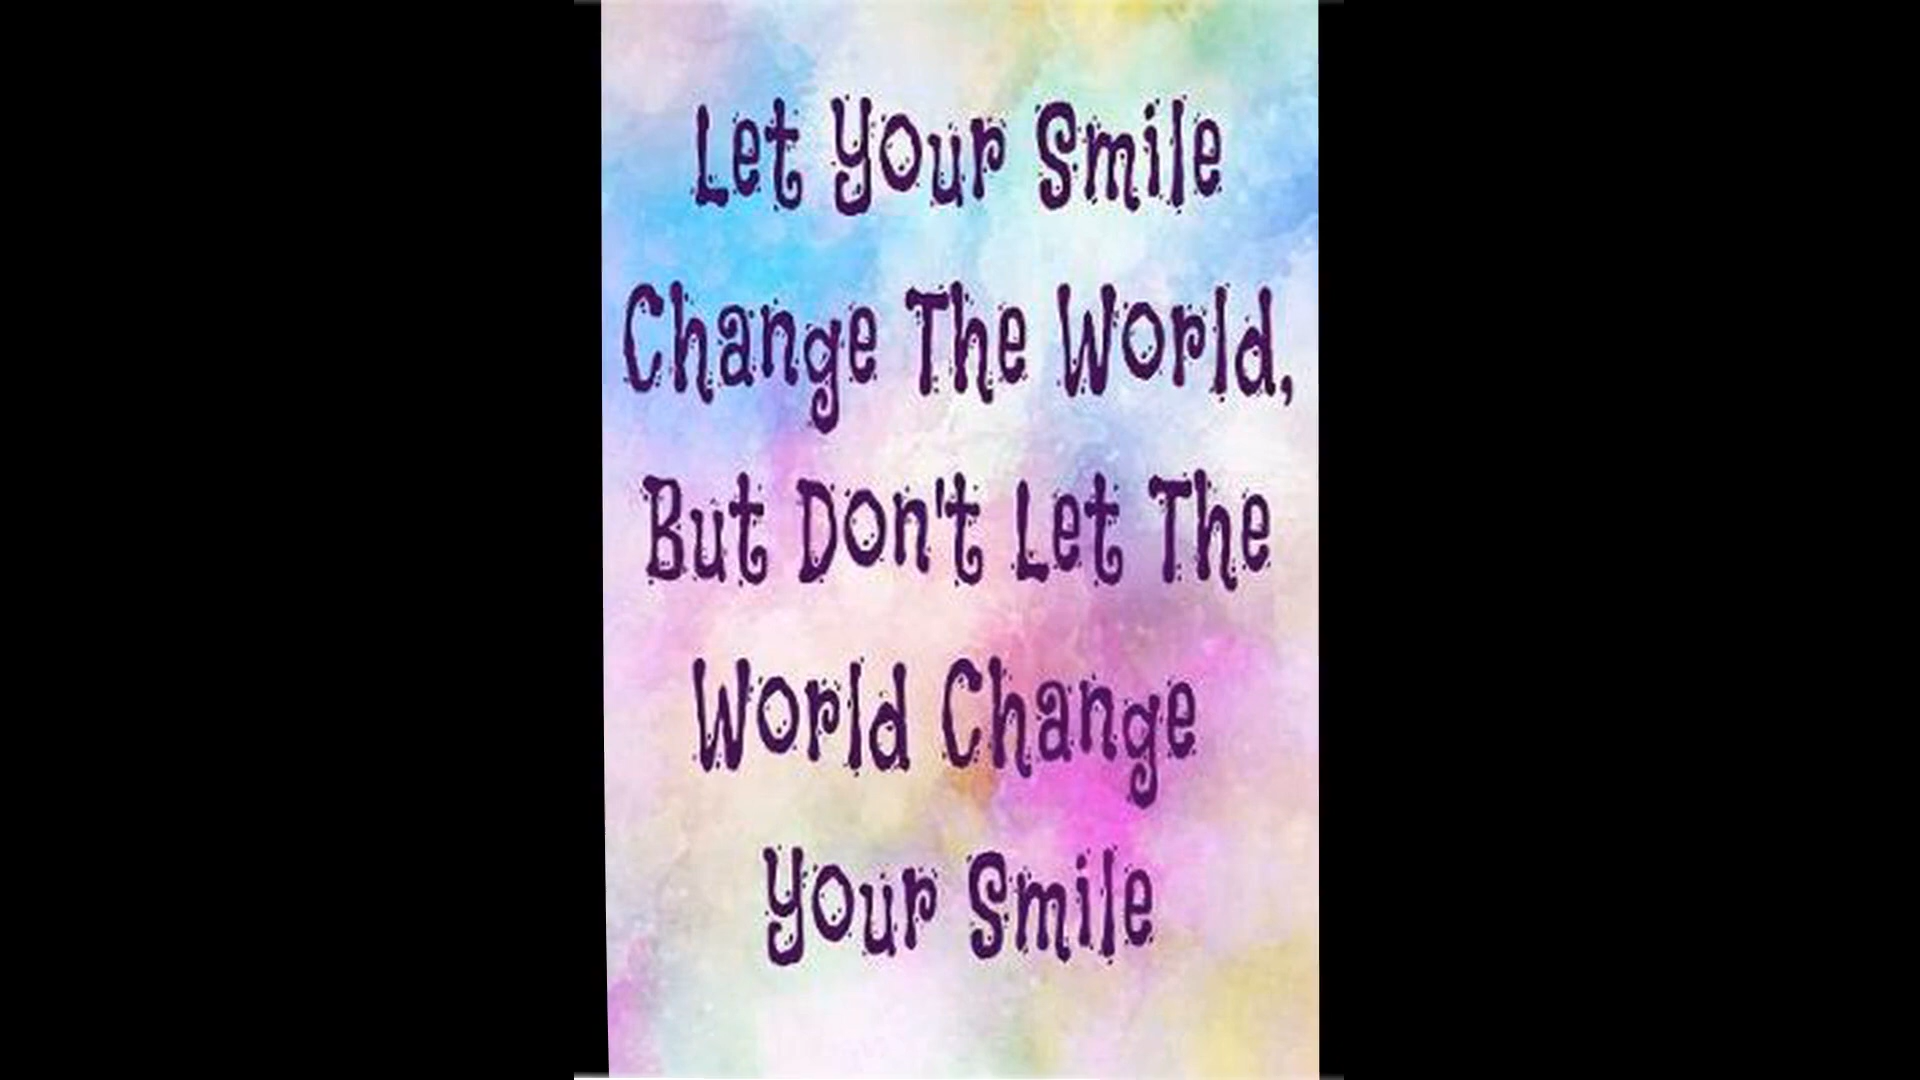 Let Your Smile
Change The World,
But Don't Let The
World Change
Your Smile